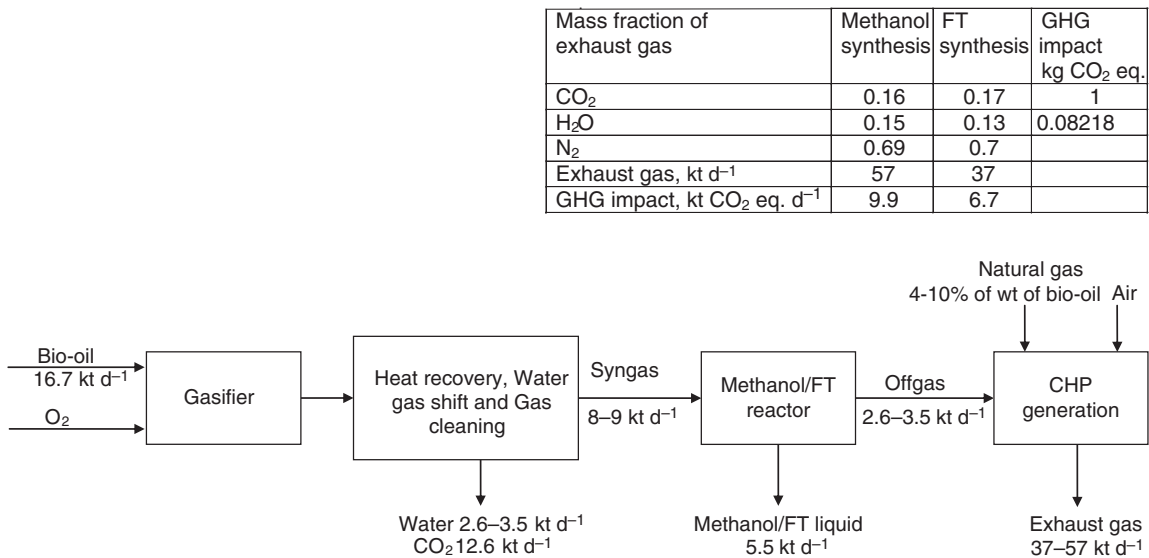 Mass fraction of exhaust gas Methanol synthesis FT synthesis GHG impact kg CO₂ eq.
CO₂ 0.16 0.17 1
H₂O 0.15 0.13 0.08218
N₂ 0.69 0.7
Exhaust gas, kt d⁻¹ 57 37
GHG impact, kt CO₂ eq. d⁻¹ 9.9 6.7
Natural gas
4-10% of wt of bio-oil Air
Bio-oil
16.7 kt d⁻¹
O₂
Gasifier
Heat recovery, Water
gas shift and Gas
cleaning
Syngas
8–9 kt d⁻¹
Methanol/FT
reactor
Offgas
2.6–3.5 kt d⁻¹
CHP
generation
Water 2.6–3.5 kt d⁻¹
CO₂ 12.6 kt d⁻¹
Methanol/FT liquid
5.5 kt d⁻¹
Exhaust gas
37–57 kt d⁻¹